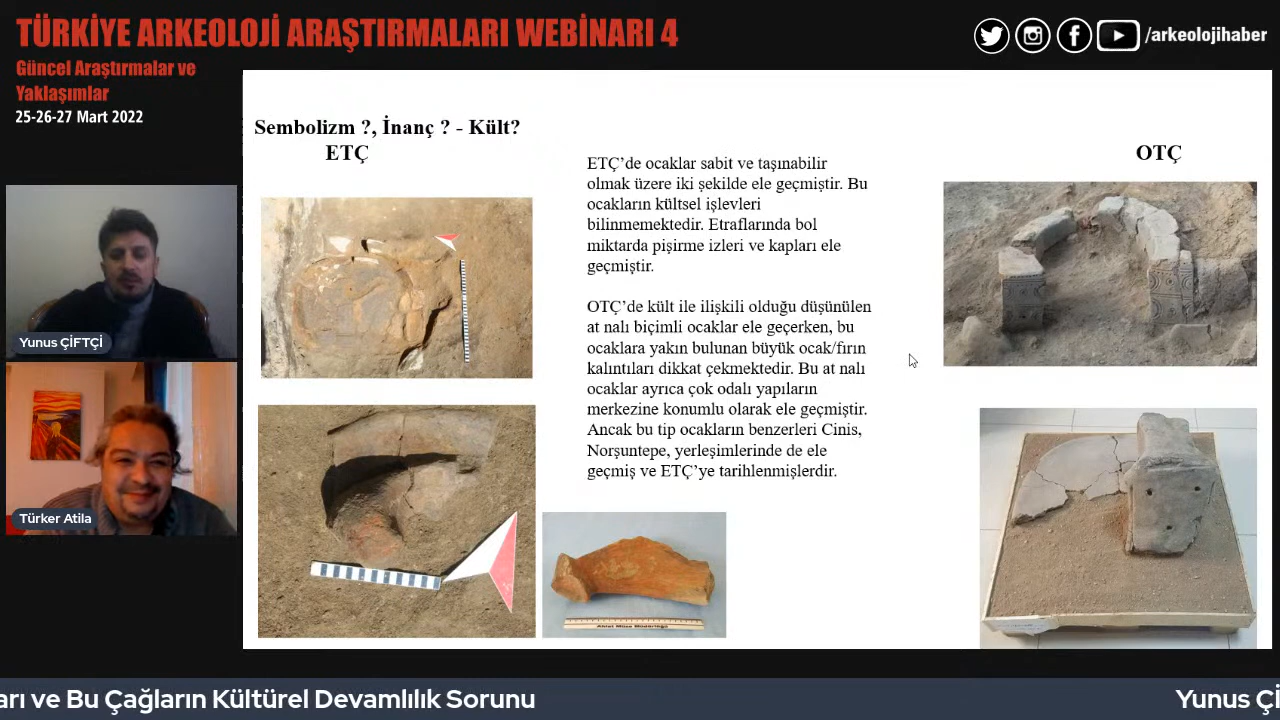 TÜRKİYE ARKEOLOJİ ARAŞTIRMALARI WEBİNARI 4
/arkeolojihaber
Güncel Araştırmalar ve
Yaklaşımlar
25-26-27 Mart 2022
Sembolizm ?, İnanç ? - Kült?
ETÇ
OTÇ
ETÇ’de ocaklar sabit ve taşınabilir
olmak üzere iki şekilde ele geçmiştir. Bu
ocakların kültsel işlevleri
bilinmemektedir. Etraflarında bol
miktarda pişirme izleri ve kapları ele
geçmiştir.
OTÇ’de kült ile ilişkili olduğu düşünülen
at nalı biçimli ocaklar ele geçerken, bu
ocaklara yakın bulunan büyük ocak/fırın
kalıntıları dikkat çekmektedir. Bu at nalı
ocaklar ayrıca çok odalı yapıların
merkezine konumlu olarak ele geçmiştir.
Ancak bu tip ocakların benzerleri Cinis,
Norşuntepe, yerleşimlerinde de ele
geçmiş ve ETÇ’ye tarihlenmişlerdir.
Yunus ÇİFTÇİ
Türker Atila
Ahlat Müze Müdürlüğü
arı ve Bu Çağların Kültürel Devamlılık Sorunu
Yunus Çİ